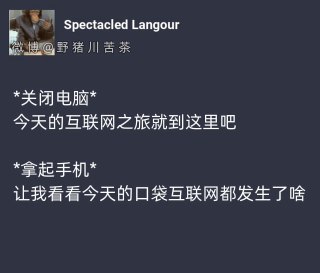 Spectacled Langour
微博@野猪川苦茶
*关闭电脑*
今天的互联网之旅就到这里吧
*拿起手机*
让我看看今天的口袋互联网都发生了啥